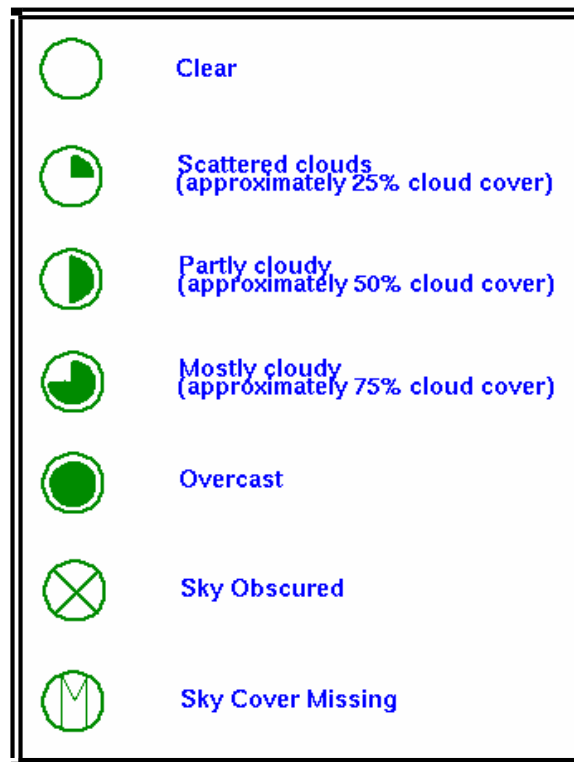 Clear
Scattered clouds
(approximately 25% cloud cover)
Partly cloudy
(approximately 50% cloud cover)
Mostly cloudy
(approximately 75% cloud cover)
Overcast
Sky Obscured
M Sky Cover Missing